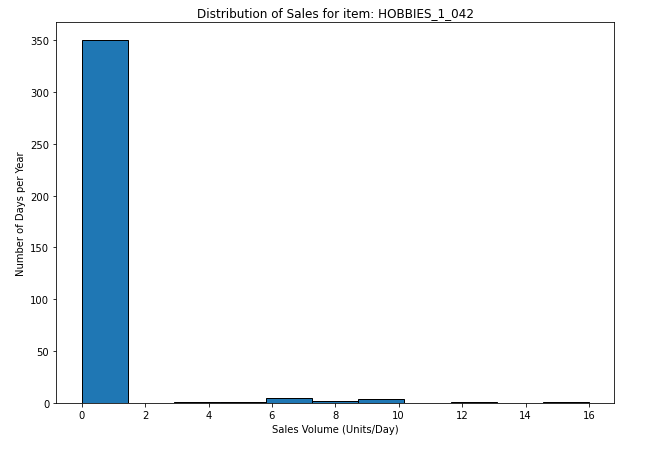 Distribution of Sales for item: HOBBIES_1_042
350
300
250
200
150
100
50
0
Number of Days per Year
0 2 4 6 8 10 12 14 16
Sales Volume (Units/Day)